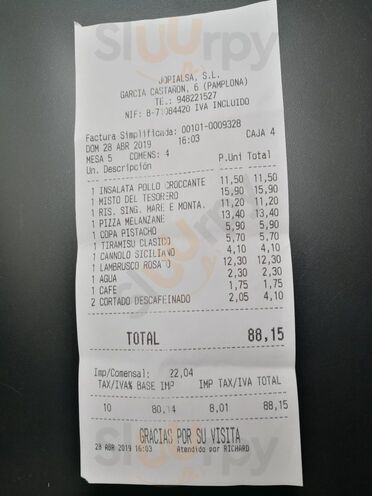 Sluurpy
JOPIALSA, S.L.
GARCIA CASTAÑON, 6 (PAMPLONA)
TE.: 948221527
NIF: B-71084420 IVA INCLUIDO
Factura Simplificada: 00101-0009328
DOM 28 ABR 2019 16:03 CAJA 4
MESA 5 COMENS: 4
Un. Descripción P.Uni Total
1 INSALATA POLLO CROCCANTE 11,50 11,50
1 MISTO DEL TESORERO 15,90 15,90
1 RIS. SING. MARE E MONTA. 11,20 11,20
1 PIZZA MELANZANE 13,40 13,40
1 COPA PISTACHO 5,90 5,90
1 TIRAMISU CLASICO 5,70 5,70
1 CANNOLO SICILIANO 4,10 4,10
1 LAMBRUSCO ROSATO 12,30 12,30
1 AGUA 2,30 2,30
1 CAFE 1,75 1,75
2 CORTADO DESCAFEINADO 2,05 4,10
TOTAL 88,15
Imp/Comensal: 22,04
TAX/IVA% BASE IMP IMP TAX/IVA TOTAL
10 80,14 8,01 88,15
GRACIAS POR SU VISITA
28 ABR 2019 16:03 Atendido por RICHARD
Sluurpy